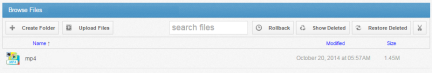 Browse Files
Create Folder Upload Files search files Rollback Show Deleted Restore Deleted
Name ↑ Modified Size
mp4 October 20, 2014 at 05:57AM 1.45M